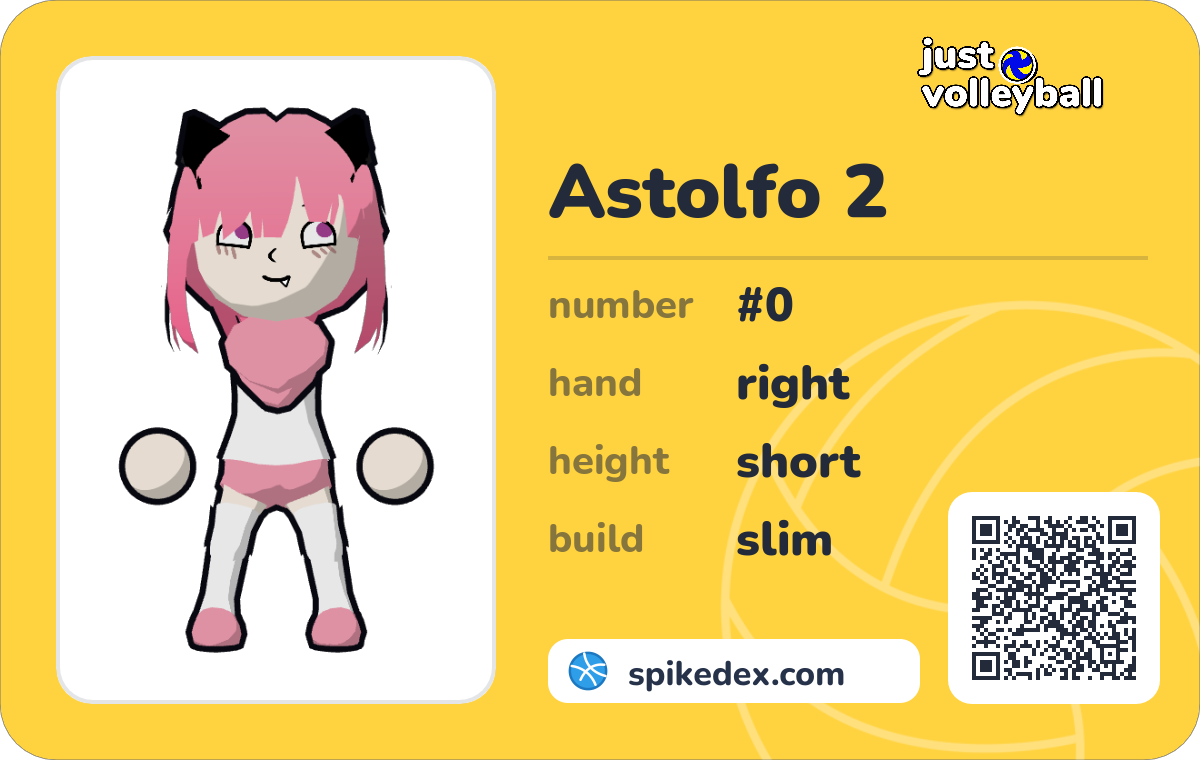 just
volleyball
Astolfo 2
number #0
hand right
height short
build slim
spikedex.com